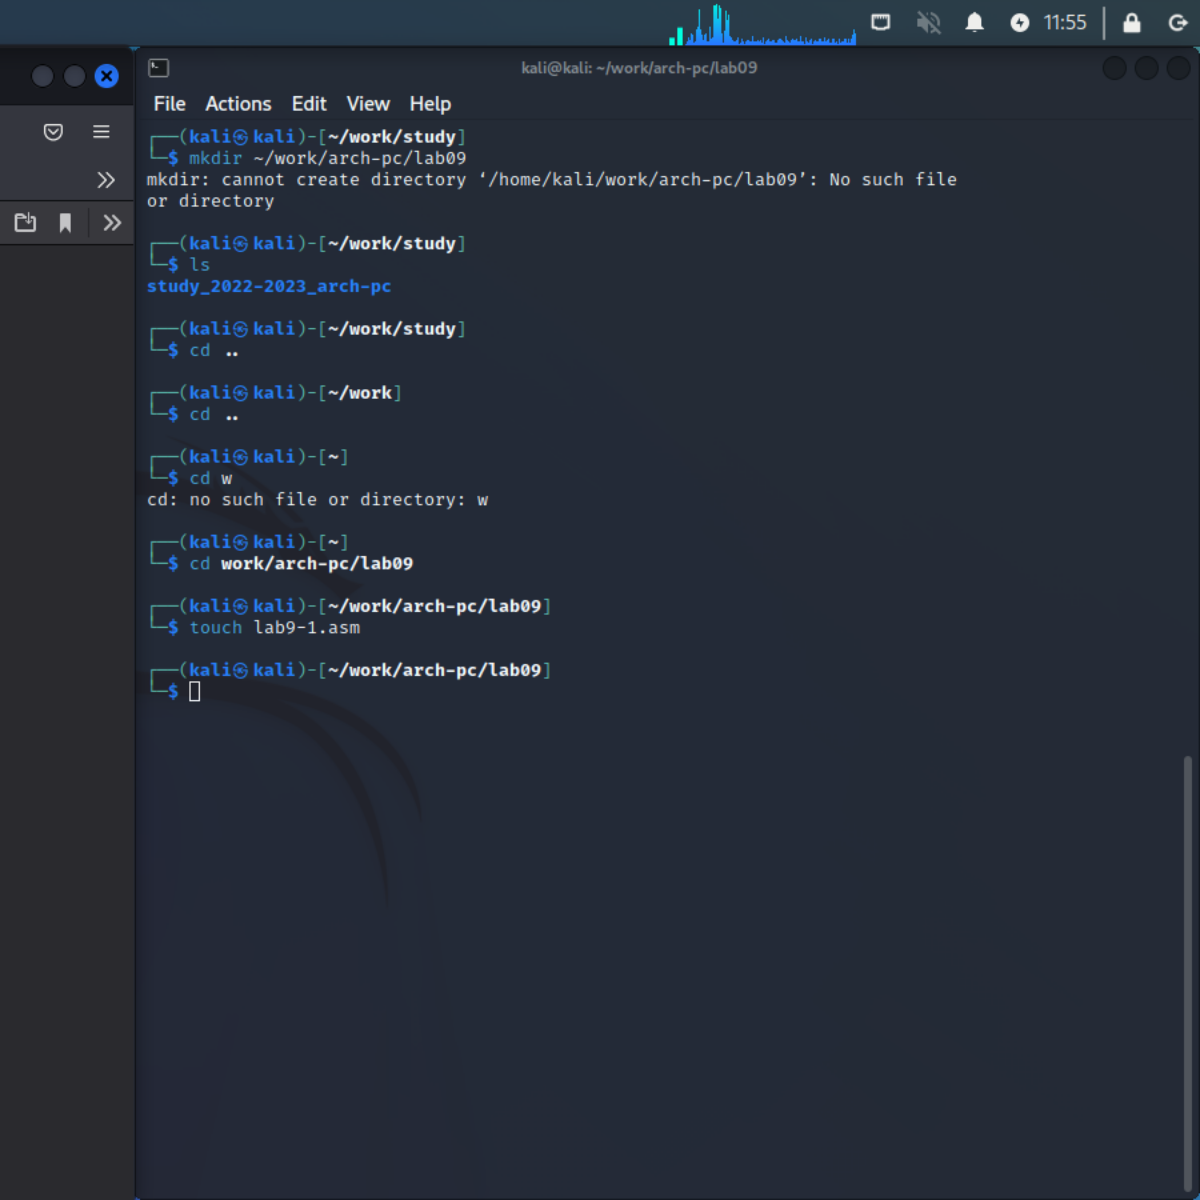 11:55
kali@kali: ~/work/arch-pc/lab09
File Actions Edit View Help
┌──(kali㉿kali)-[~/work/study]
└─$ mkdir ~/work/arch-pc/lab09
mkdir: cannot create directory ‘/home/kali/work/arch-pc/lab09’: No such file
or directory
┌──(kali㉿kali)-[~/work/study]
└─$ ls
study_2022-2023_arch-pc
┌──(kali㉿kali)-[~/work/study]
└─$ cd ..
┌──(kali㉿kali)-[~/work]
└─$ cd ..
┌──(kali㉿kali)-[~]
└─$ cd w
cd: no such file or directory: w
┌──(kali㉿kali)-[~]
└─$ cd work/arch-pc/lab09
┌──(kali㉿kali)-[~/work/arch-pc/lab09]
└─$ touch lab9-1.asm
┌──(kali㉿kali)-[~/work/arch-pc/lab09]
└─$